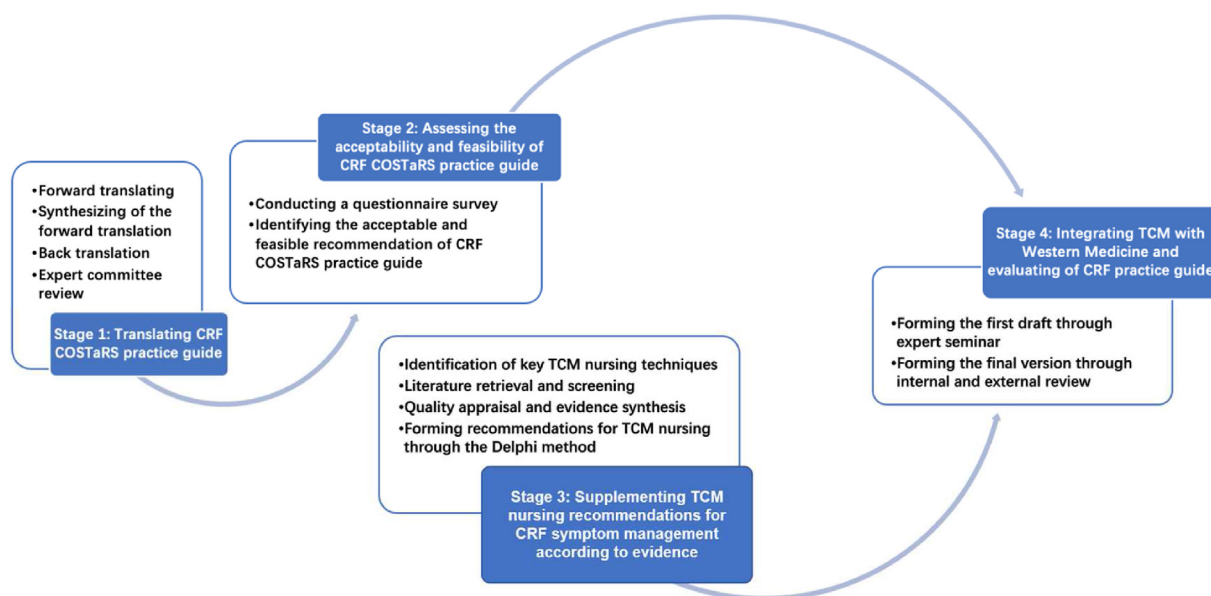 •Forward translating
•Synthesizing of the
forward translation
•Back translation
•Expert committee
review
Stage 1: Translating CRF
COSTaRS practice guide
Stage 2: Assessing the
acceptability and feasibility of
CRF COSTaRS practice guide
•Conducting a questionnaire survey
•Identifying the acceptable and
feasible recommendation of CRF
COSTaRS practice guide
•Identification of key TCM nursing techniques
•Literature retrieval and screening
•Quality appraisal and evidence synthesis
•Forming recommendations for TCM nursing
through the Delphi method
Stage 3: Supplementing TCM
nursing recommendations for
CRF symptom management
according to evidence
Stage 4: Integrating TCM with
Western Medicine and
evaluating of CRF practice guide
•Forming the first draft through
expert seminar
•Forming the final version through
internal and external review